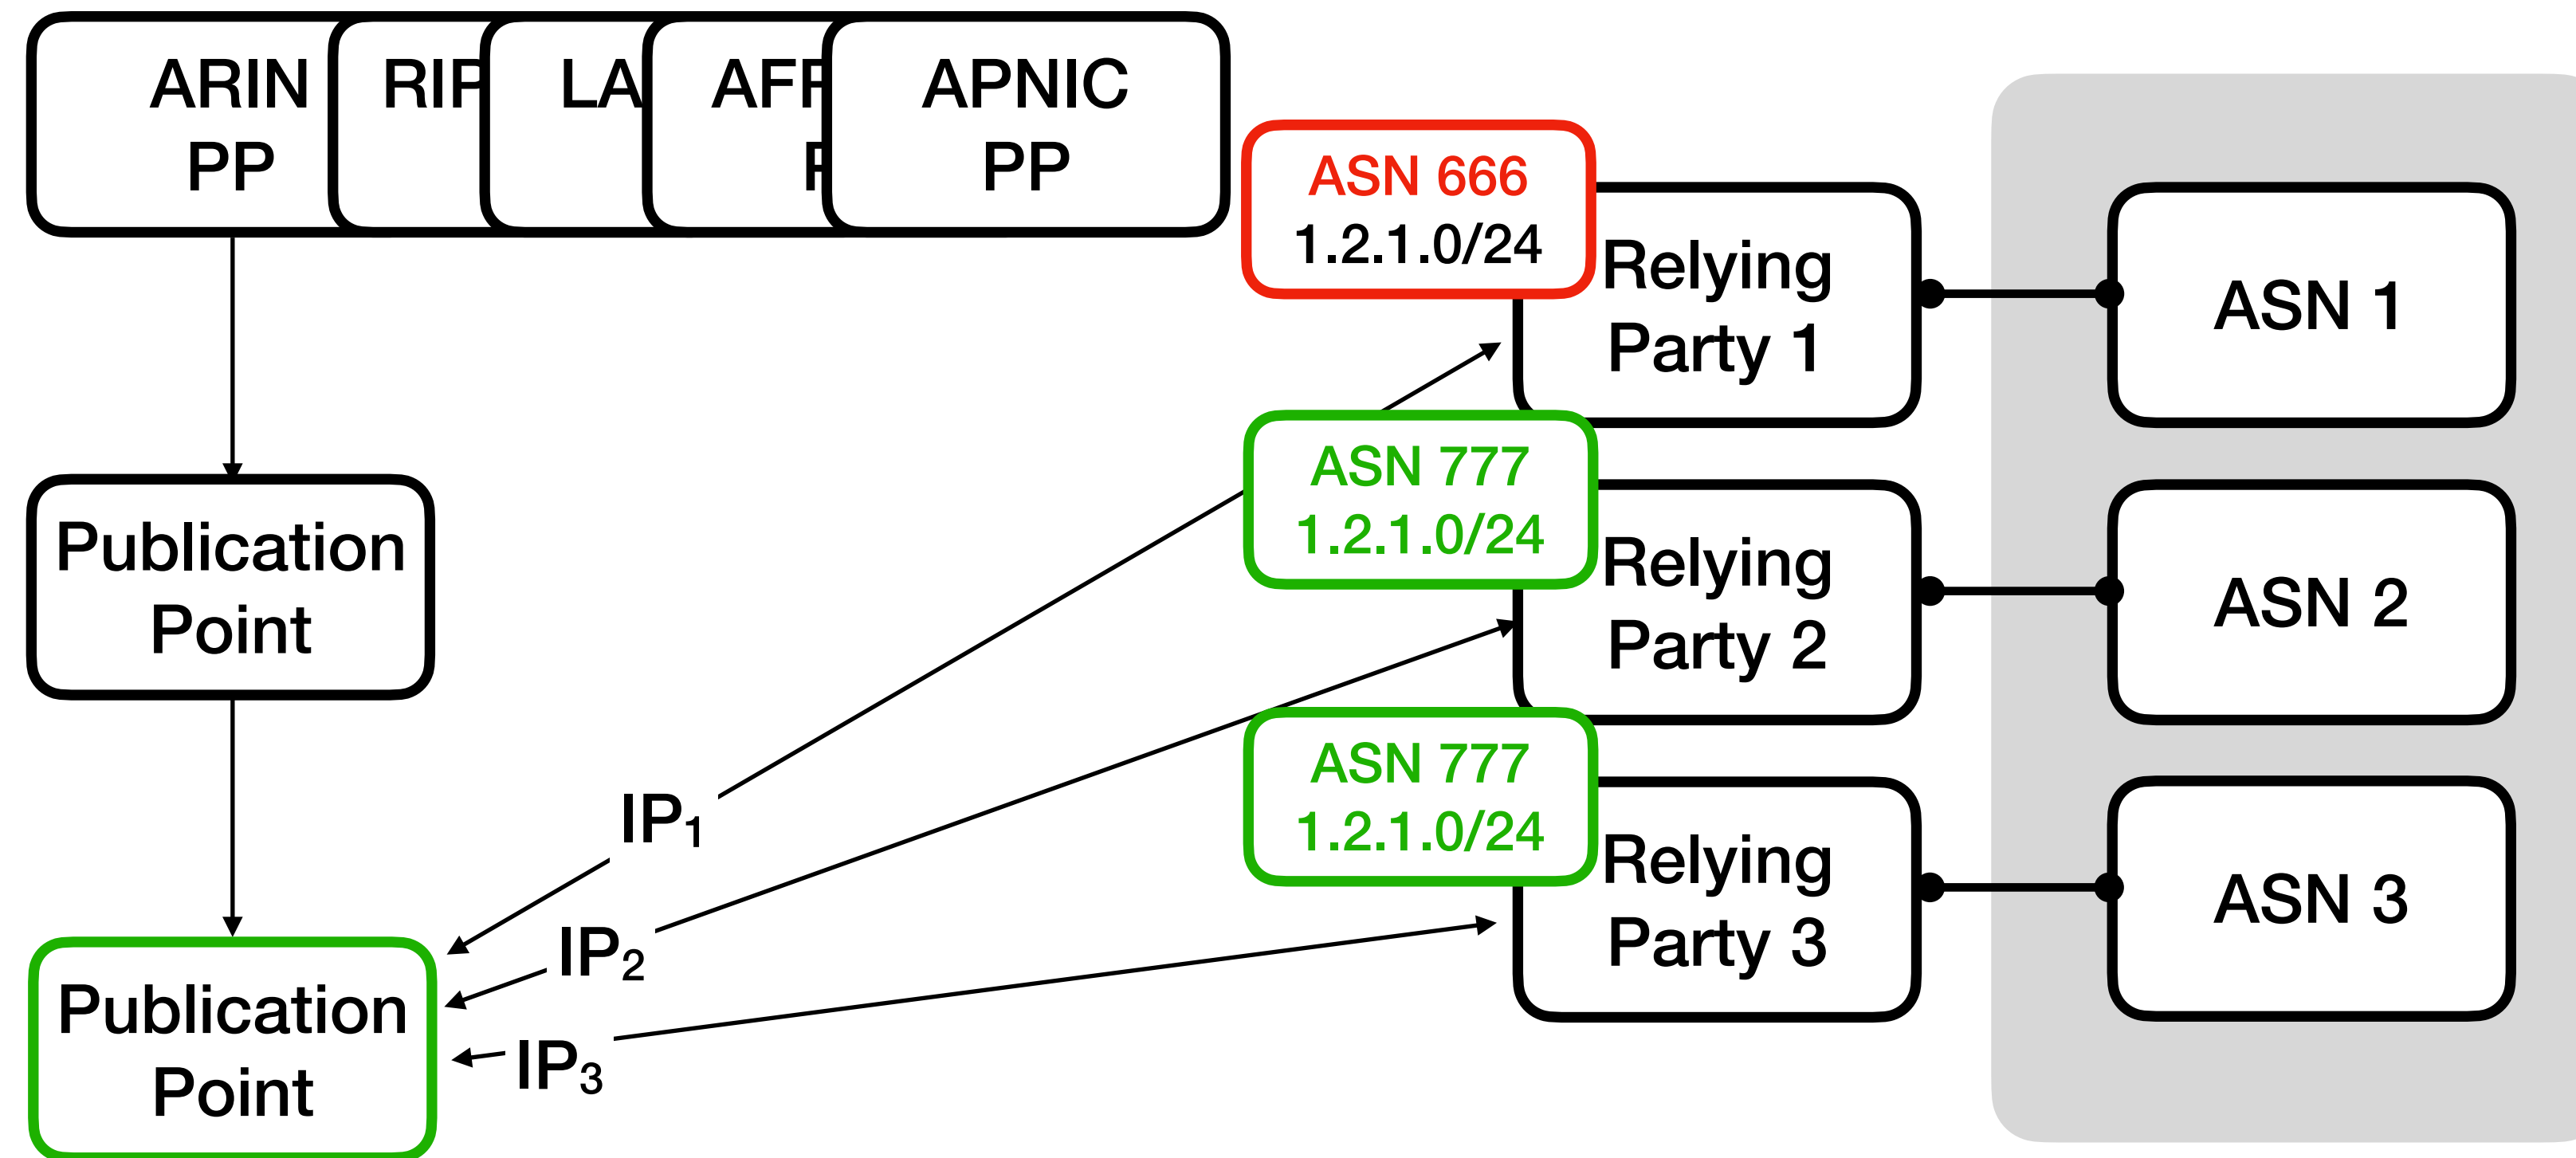 ARIN
PP
RIP
LA
AFR
P
APNIC
PP
ASN 666
1.2.1.0/24
Relying
Party 1
ASN 1
ASN 777
1.2.1.0/24
Relying
Party 2
ASN 2
Publication
Point
ASN 777
1.2.1.0/24
Relying
Party 3
ASN 3
IP₁
IP₂
IP₃
Publication
Point